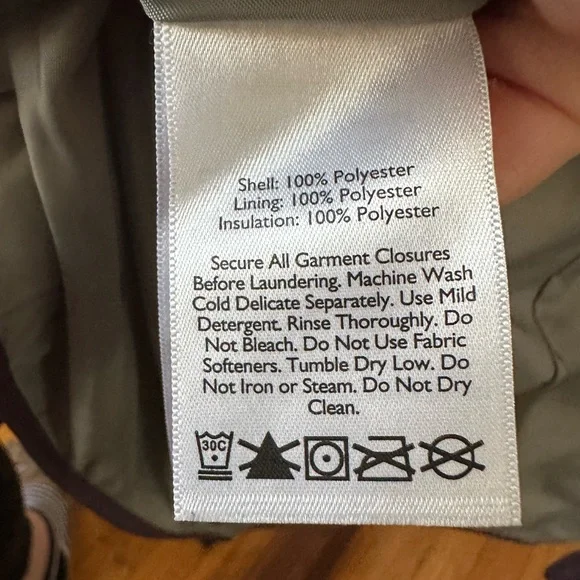 Shell: 100% Polyester
Lining: 100% Polyester
Insulation: 100% Polyester
Secure All Garment Closures
Before Laundering. Machine Wash
Cold Delicate Separately. Use Mild
Detergent. Rinse Thoroughly. Do
Not Bleach. Do Not Use Fabric
Softeners. Tumble Dry Low. Do
Not Iron or Steam. Do Not Dry
Clean.
30C